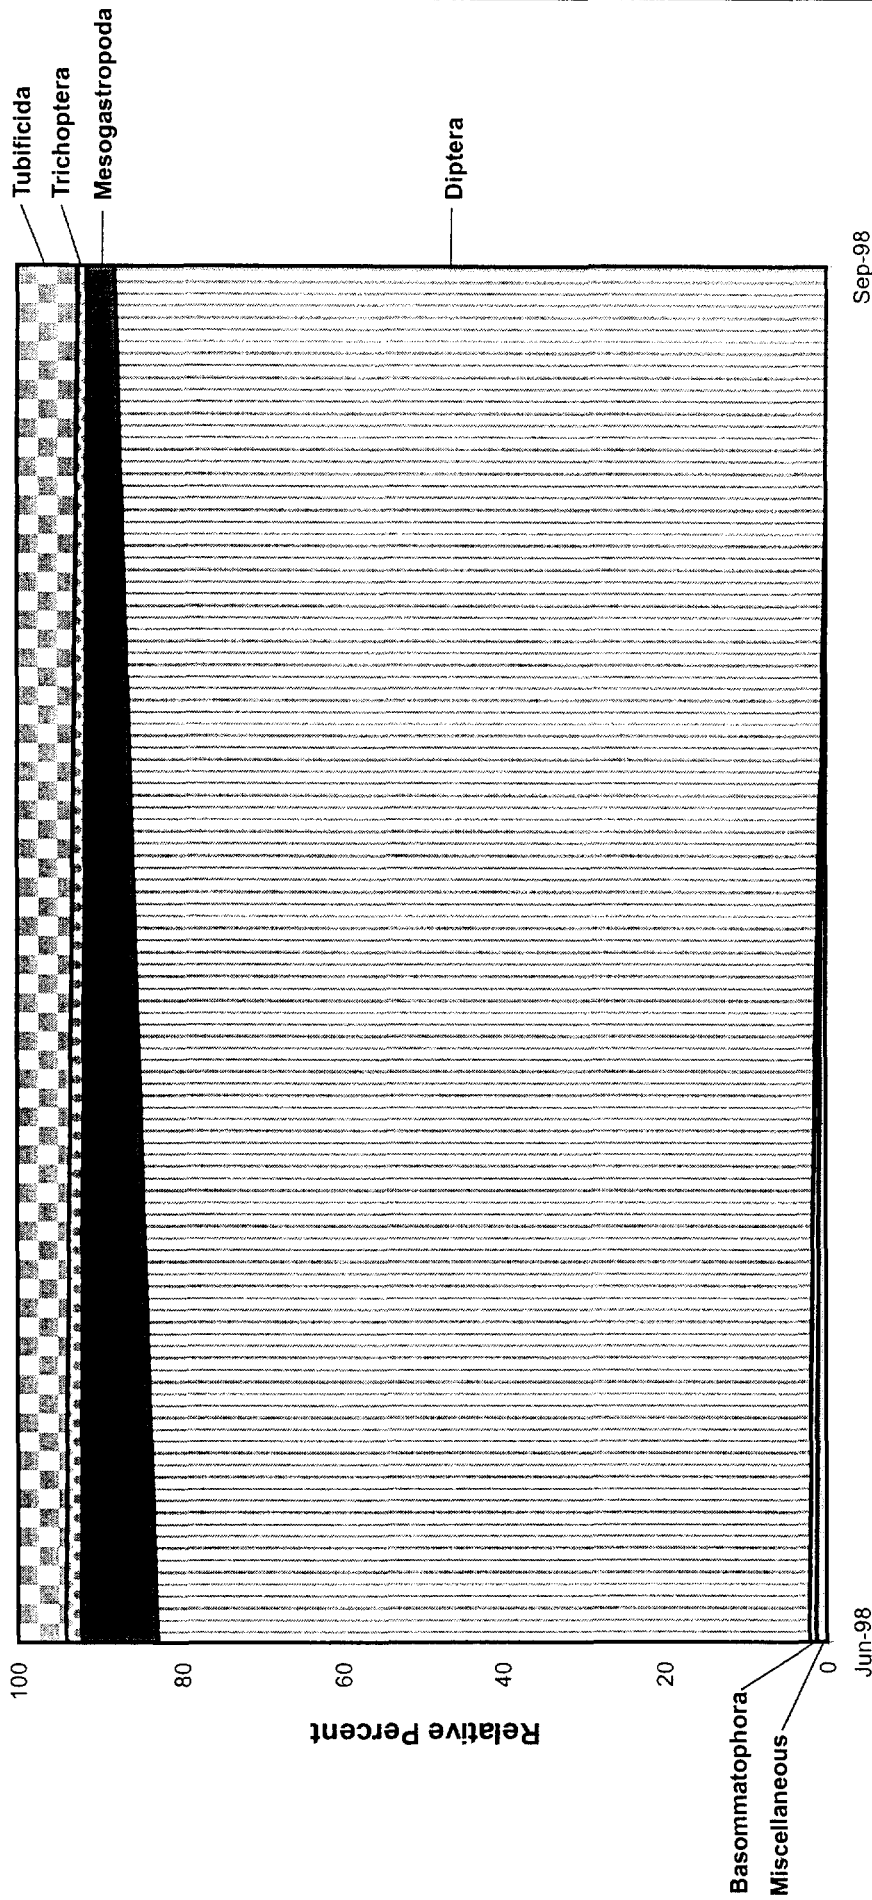 Tubificida
Trichoptera
Mesogastropoda
Diptera
Relative Percent
100
80
60
40
20
0
Basommatophora
Miscellaneous
Jun-98
Sep-98